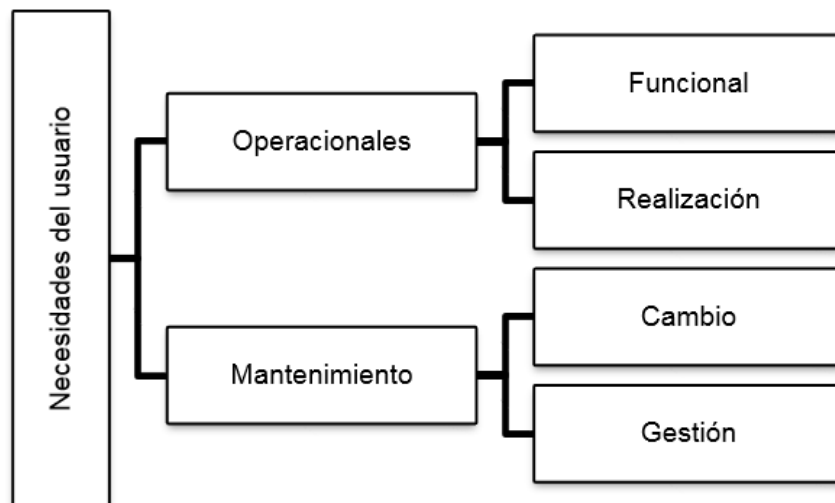 Necesidades del usuario
Operacionales
Funcional
Realización
Mantenimiento
Cambio
Gestión